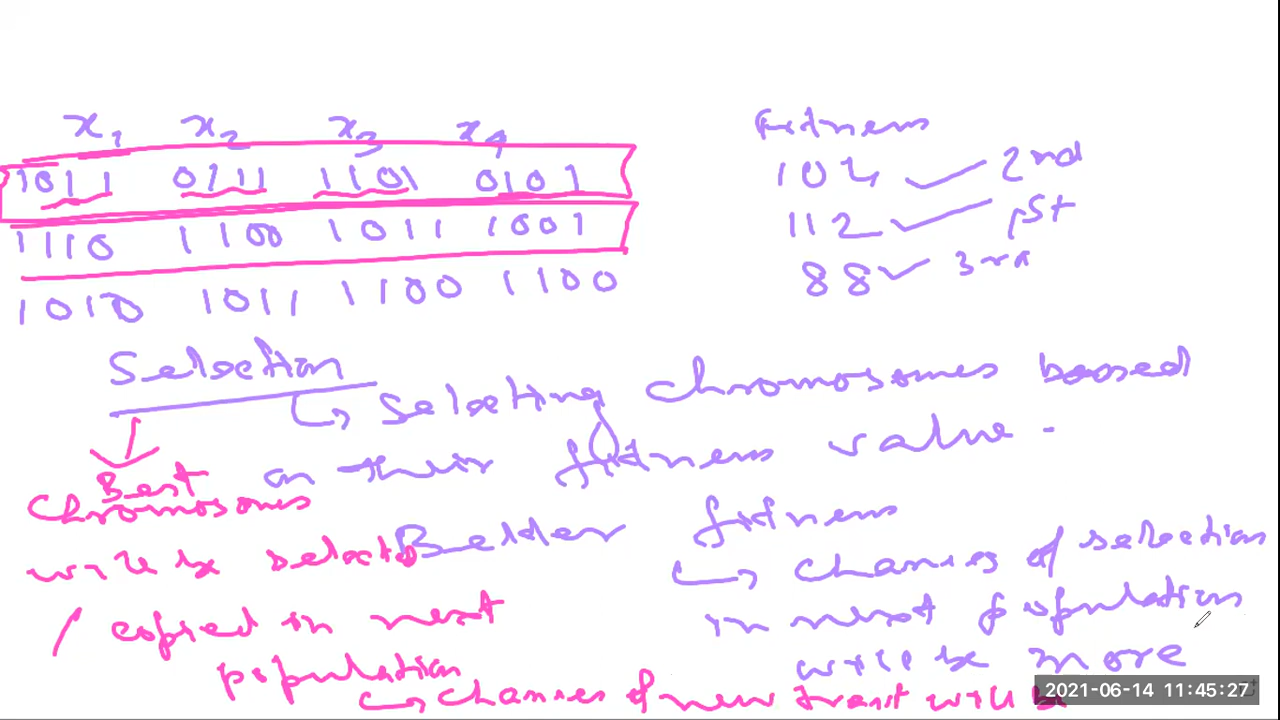 x1 x2 x3 x4 Fitness
1011 0111 1101 0101 104 2nd
1110 1100 1011 1001 112 1St
1010 1011 1100 1100 88 3rd
Selection
Selecting chromosomes based
on their fitness value.
Best
chromosomes
will be selected
/ copied in next
population
Better fitness
chances of selection
in next population
will be more
chances of new trait will be
2021-06-14 11:45:27